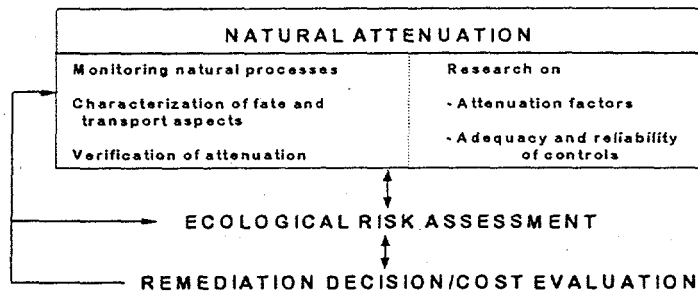 NATURAL ATTENUATION
Monitoring natural processes
Characterization of fate and
transport aspects
Verification of attenuation
Research on
- Attenuation factors
- Adequacy and reliability
of controls
ECOLOGICAL RISK ASSESSMENT
REMEDIATION DECISION/COST EVALUATION